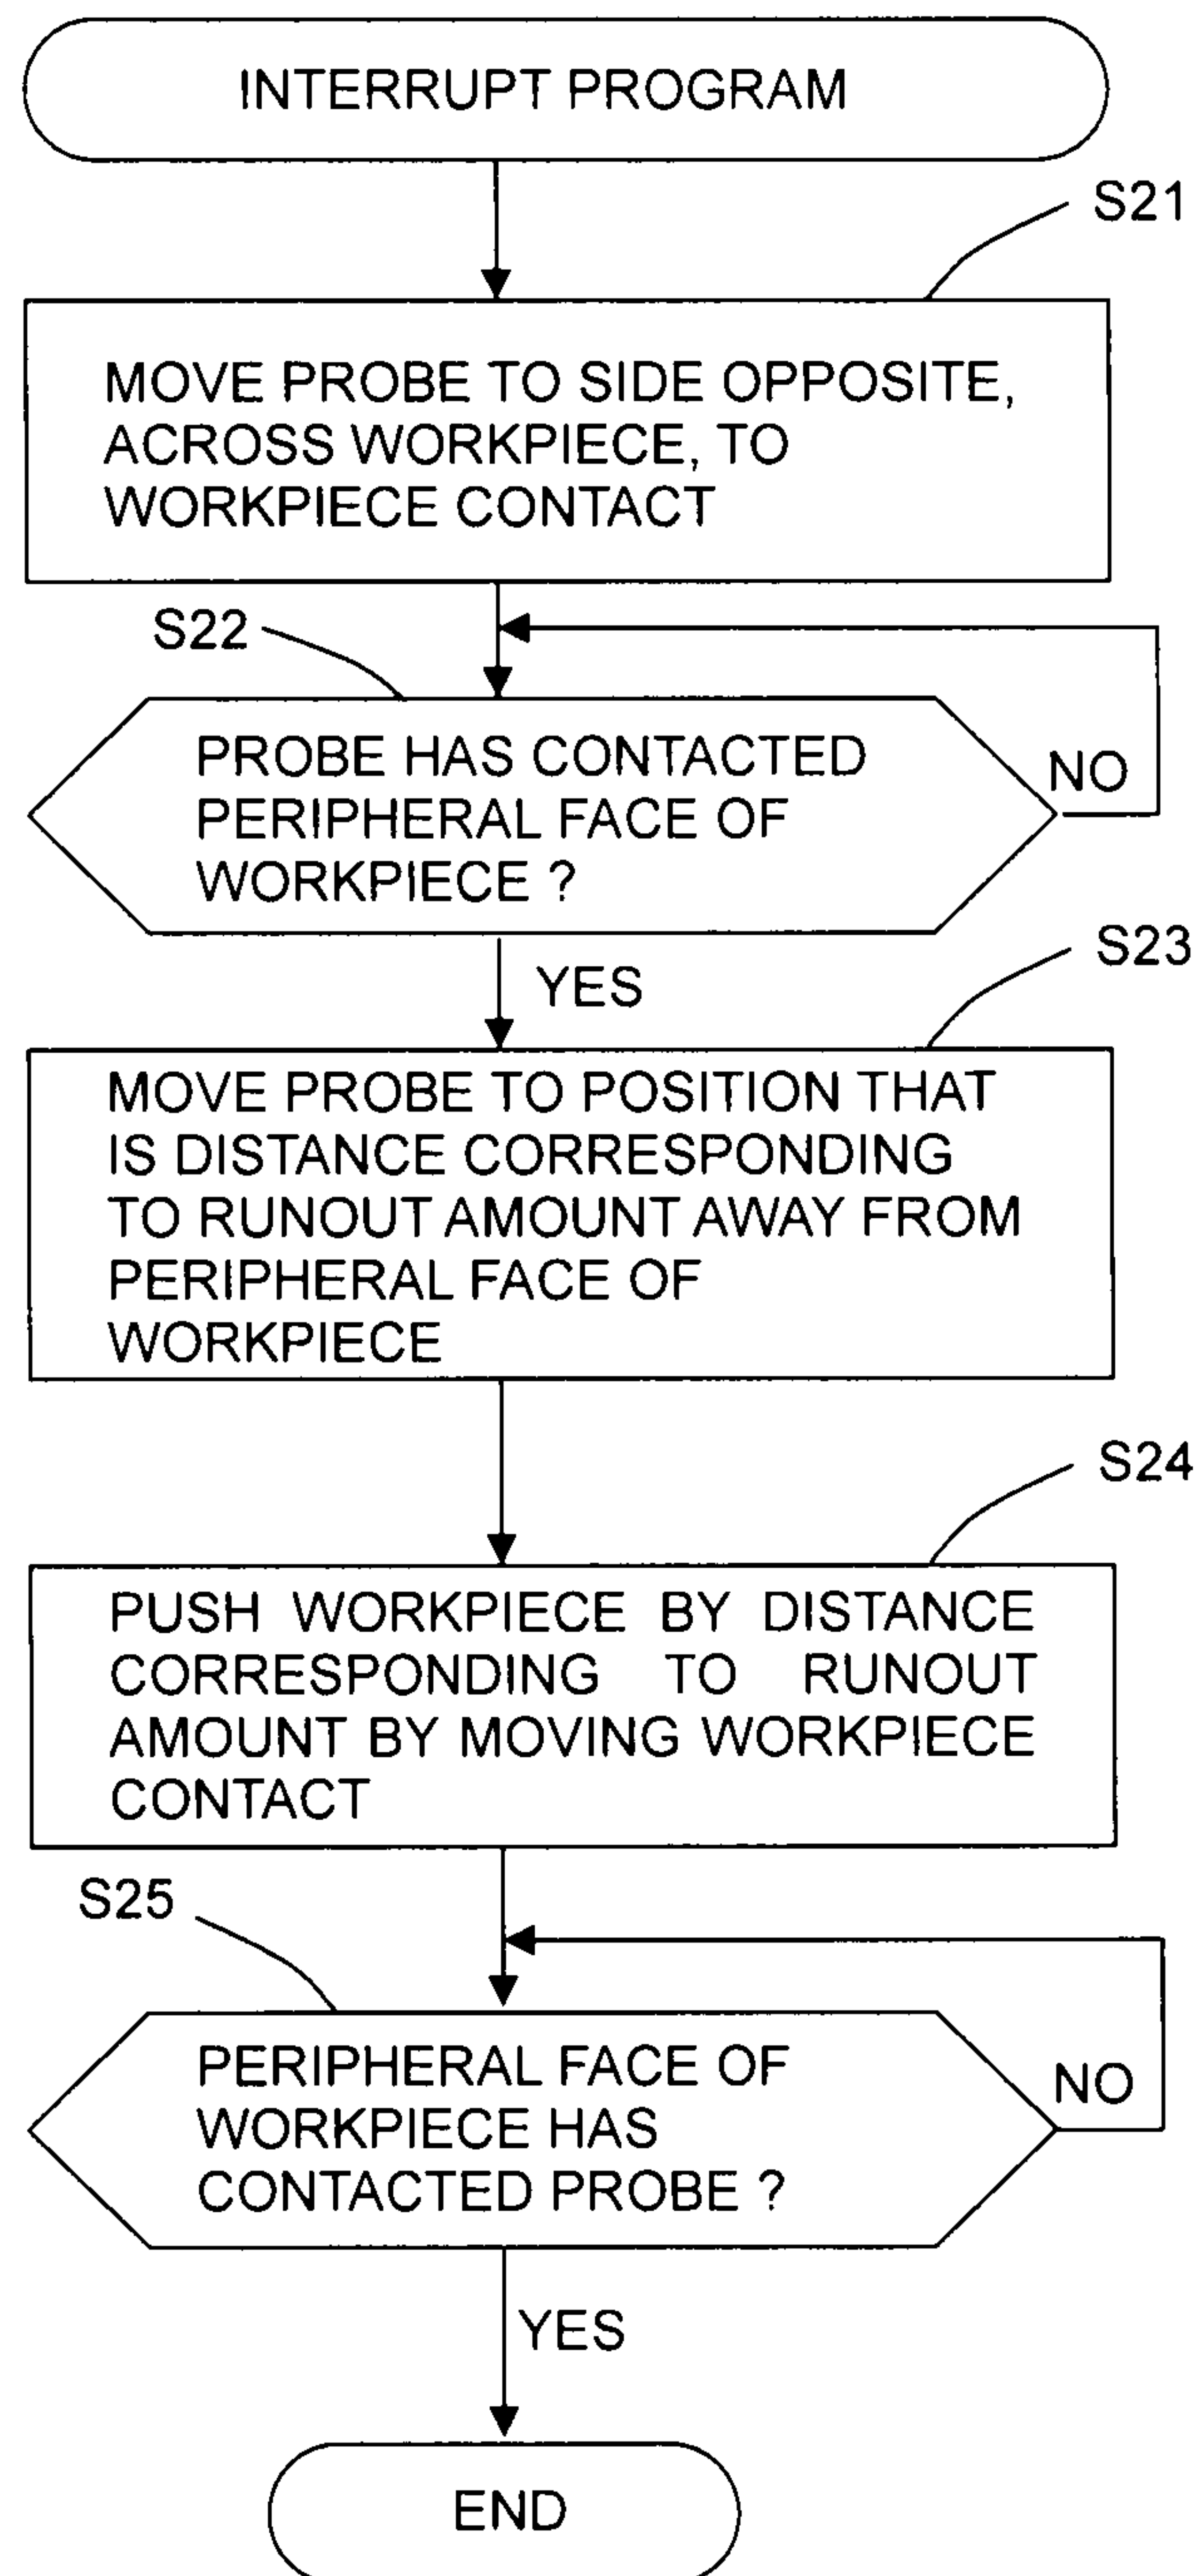 INTERRUPT PROGRAM
S21
MOVE PROBE TO SIDE OPPOSITE,
ACROSS WORKPIECE, TO
WORKPIECE CONTACT
S22
PROBE HAS CONTACTED
PERIPHERAL FACE OF
WORKPIECE ?
NO
YES
S23
MOVE PROBE TO POSITION THAT
IS DISTANCE CORRESPONDING
TO RUNOUT AMOUNT AWAY FROM
PERIPHERAL FACE OF
WORKPIECE
S24
PUSH WORKPIECE BY DISTANCE
CORRESPONDING TO RUNOUT
AMOUNT BY MOVING WORKPIECE
CONTACT
S25
PERIPHERAL FACE OF
WORKPIECE HAS
CONTACTED PROBE ?
NO
YES
END